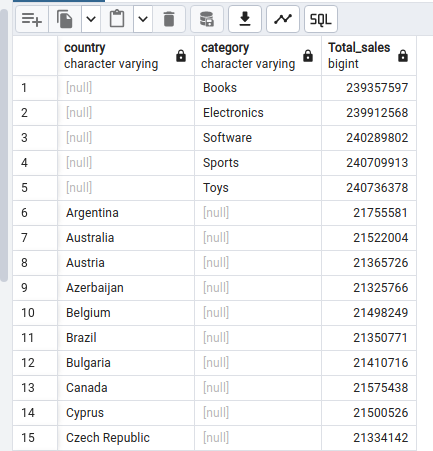 SQL
country category Total_sales
character varying character varying bigint
1 [null] Books 239357597
2 [null] Electronics 239912568
3 [null] Software 240289802
4 [null] Sports 240709913
5 [null] Toys 240736378
6 Argentina [null] 21755581
7 Australia [null] 21522004
8 Austria [null] 21365726
9 Azerbaijan [null] 21325766
10 Belgium [null] 21498249
11 Brazil [null] 21350771
12 Bulgaria [null] 21410716
13 Canada [null] 21575438
14 Cyprus [null] 21500526
15 Czech Republic [null] 21334142